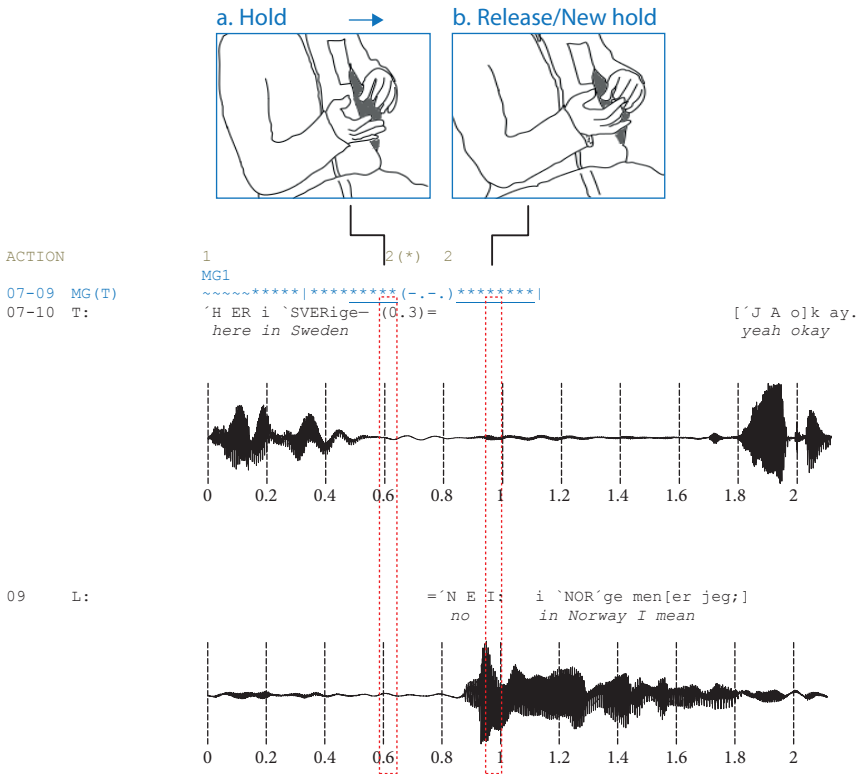 a. Hold → b. Release/New hold
ACTION 1 2(*) 2
MG1
07-09 MG(T) ~~~~~*****|*********(-.-.)********|
07-10 T: ´H ER i `SVERige— (0.3)= [´J A o]k ay.
here in Sweden yeah okay
0 0.2 0.4 0.6 0.8 1 1.2 1.4 1.6 1.8 2
09 L: =´N E I: i `NOR´ge men[er jeg;]
no in Norway I mean
0 0.2 0.4 0.6 0.8 1 1.2 1.4 1.6 1.8 2